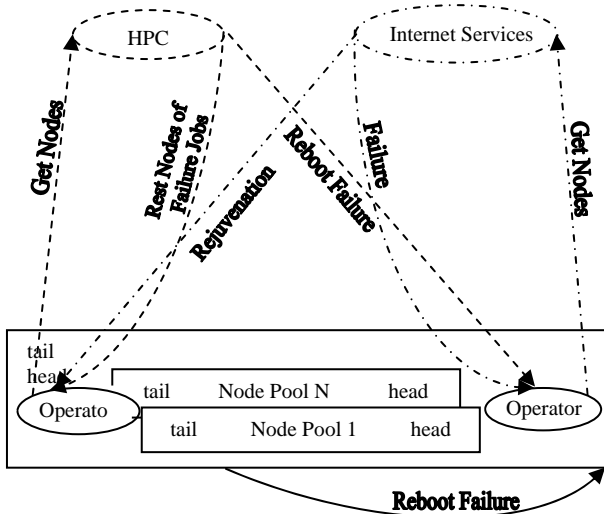 HPC
Internet Services
Get Nodes
Rest Nodes of
Failure Jobs
Rejuvenation
Reboot Failure
Failure
Get Nodes
tail
head
Operato
tail Node Pool N head
tail Node Pool 1 head
Operator
Reboot Failure